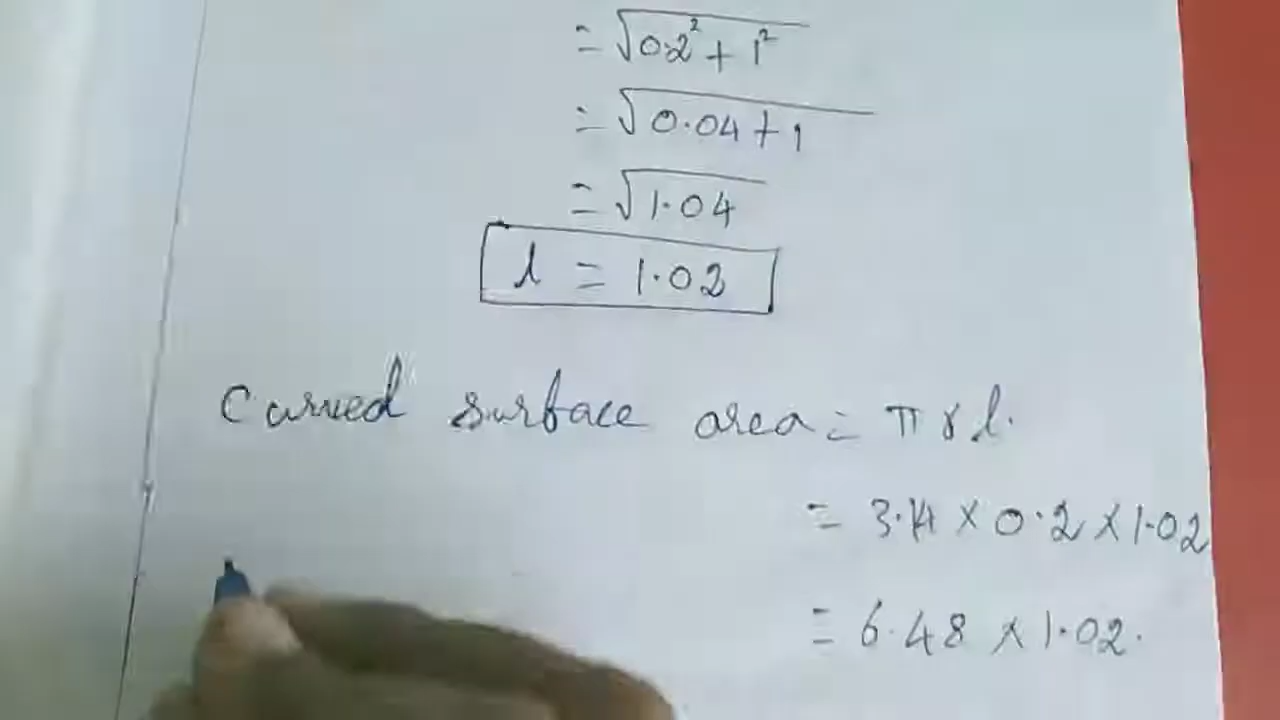 = √0.2² + 1²
= √0.04 + 1
= √1.04
l = 1.02
Curved surface area = π r l.
= 3.14 × 0.2 × 1.02
= 6.48 × 1.02.